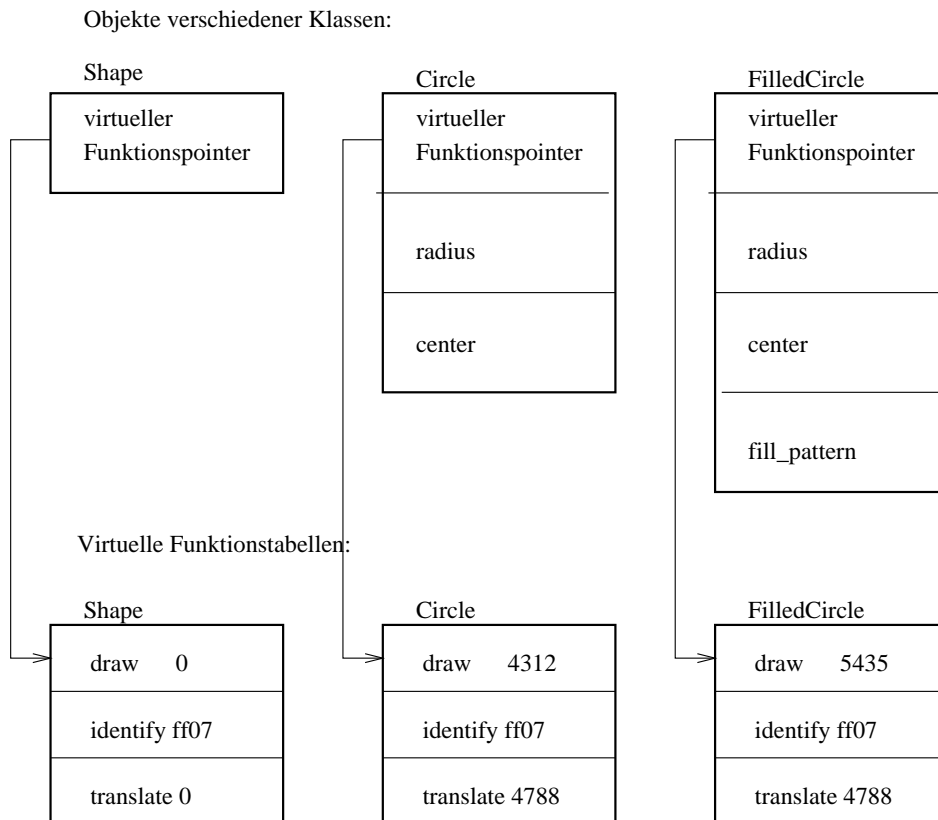 Objekte verschiedener Klassen:
Shape
virtueller
Funktionspointer
Circle
virtueller
Funktionspointer
radius
center
FilledCircle
virtueller
Funktionspointer
radius
center
fill_pattern
Virtuelle Funktionstabellen:
Shape
draw 0
identify ff07
translate 0
Circle
draw 4312
identify ff07
translate 4788
FilledCircle
draw 5435
identify ff07
translate 4788